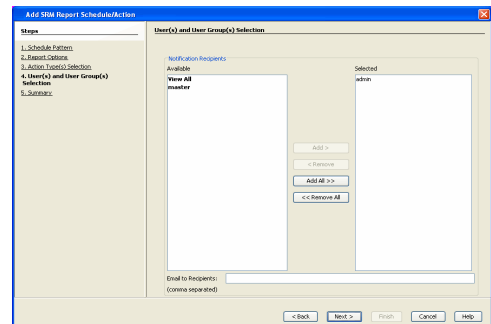 Add SRM Report Schedule/Action
Steps
1. Schedule Pattern
2. Report Options
3. Action Type(s) Selection
4. User(s) and User Group(s)
Selection
5. Summary
User(s) and User Group(s) Selection
Notification Recipients
Available
Selected
View All
master
admin
Add >
< Remove
Add All >>
<< Remove All
Email to Recipients:
(comma separated)
< Back
Next >
Finish
Cancel
Help